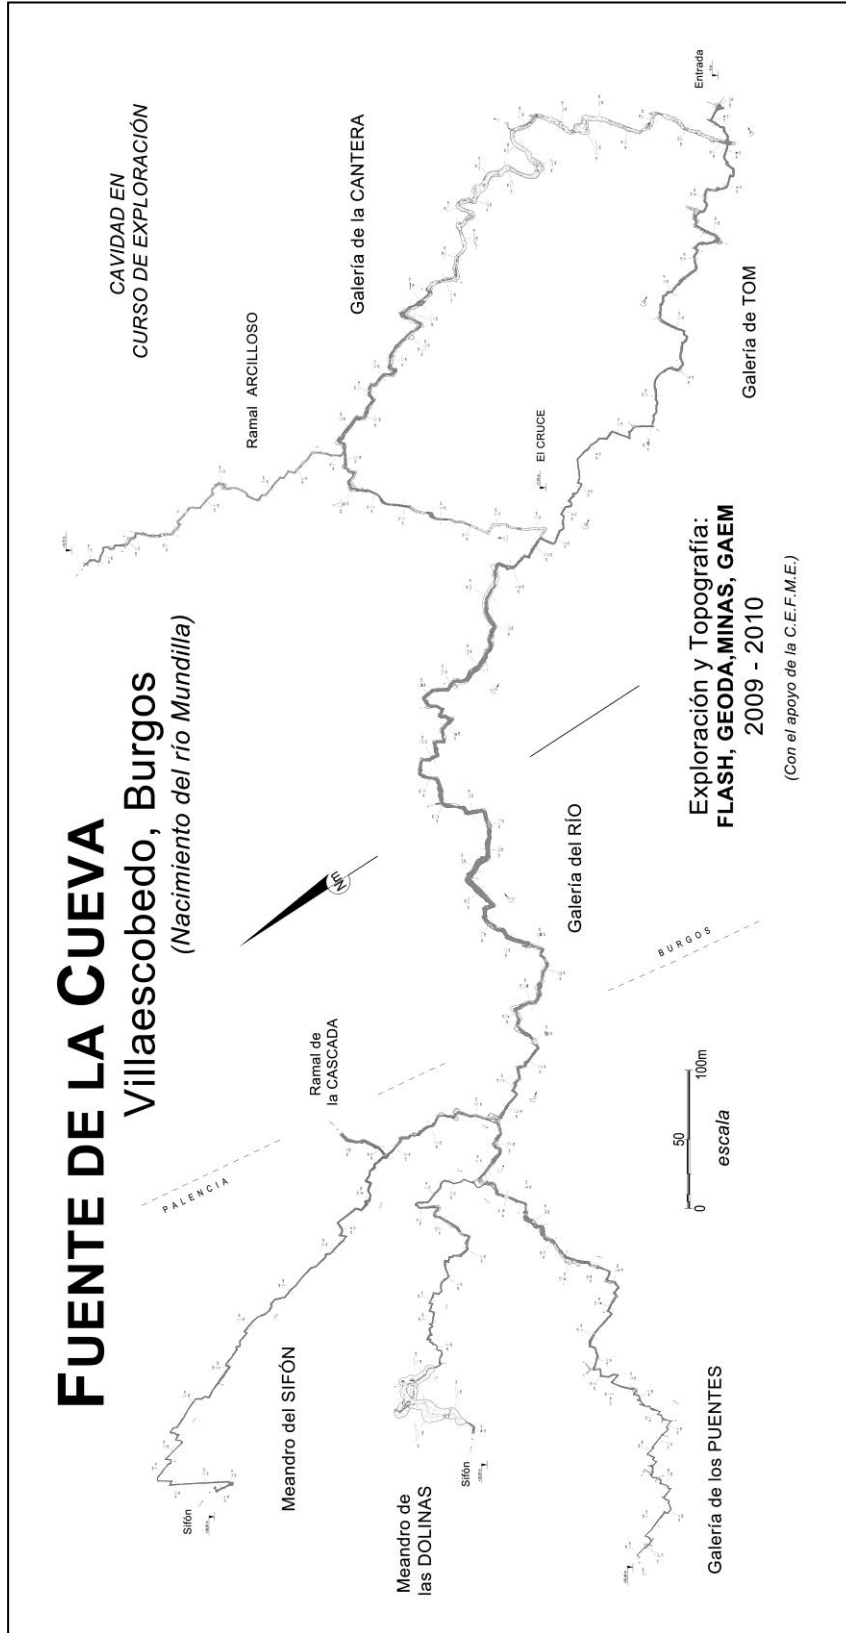 FUENTE DE LA CUEVA
Villaescobedo, Burgos
(Nacimiento del río Mundilla)
CAVIDAD EN
CURSO DE EXPLORACIÓN
Sifón
Meandro del SIFÓN
PALENCIA
Ramal de
la CASCADA
Nm
Ramal ARCILLOSO
Galería de la CANTERA
Entrada
Meandro de
las DOLINAS
Sifón
Galería del RÍO
El CRUCE
Galería de TOM
BURGOS
Galería de los PUENTES
0 50 100m
escala
Exploración y Topografía:
FLASH, GEODA,MINAS, GAEM
2009 - 2010
(Con el apoyo de la C.E.F.M.E.)